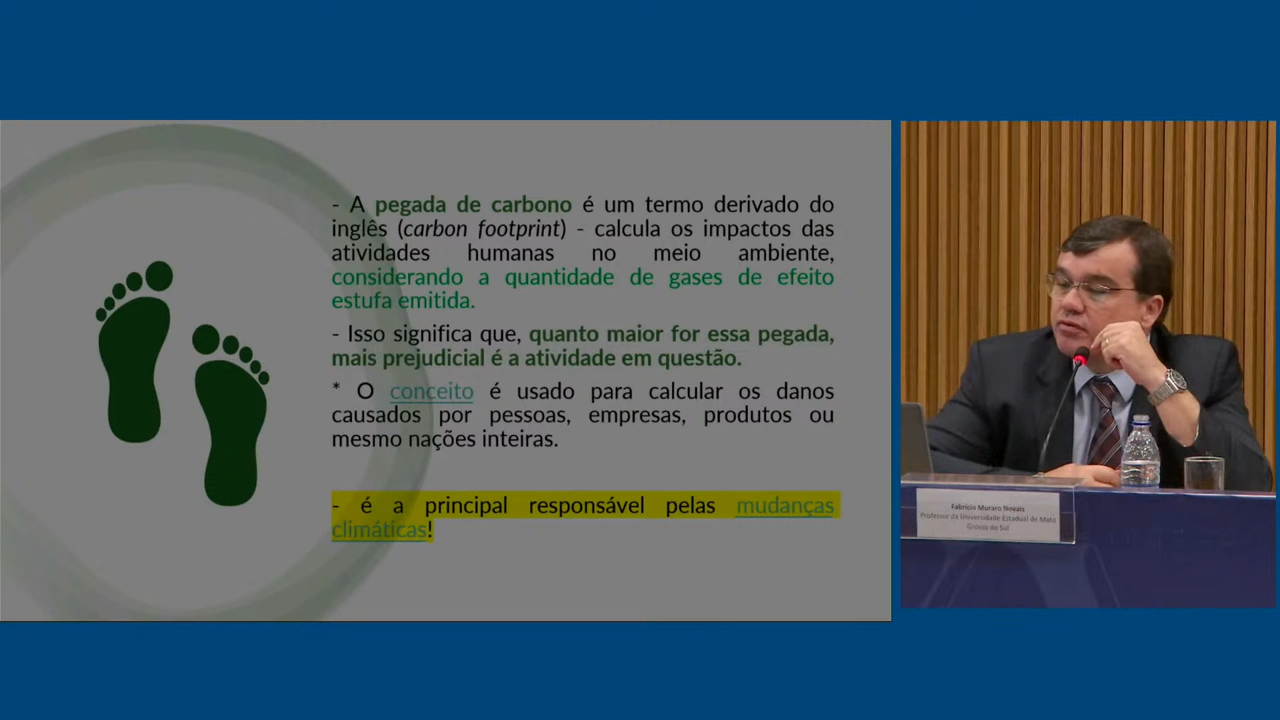 - A pegada de carbono é um termo derivado do
inglês (carbon footprint) - calcula os impactos das
atividades humanas no meio ambiente,
considerando a quantidade de gases de efeito
estufa emitida.
- Isso significa que, quanto maior for essa pegada,
mais prejudicial é a atividade em questão.
* O conceito é usado para calcular os danos
causados por pessoas, empresas, produtos ou
mesmo nações inteiras.
- é a principal responsável pelas mudanças
climáticas!
Fabricio Muraro Novais
Professor da Universidade Estadual de Mato
Grosso do Sul